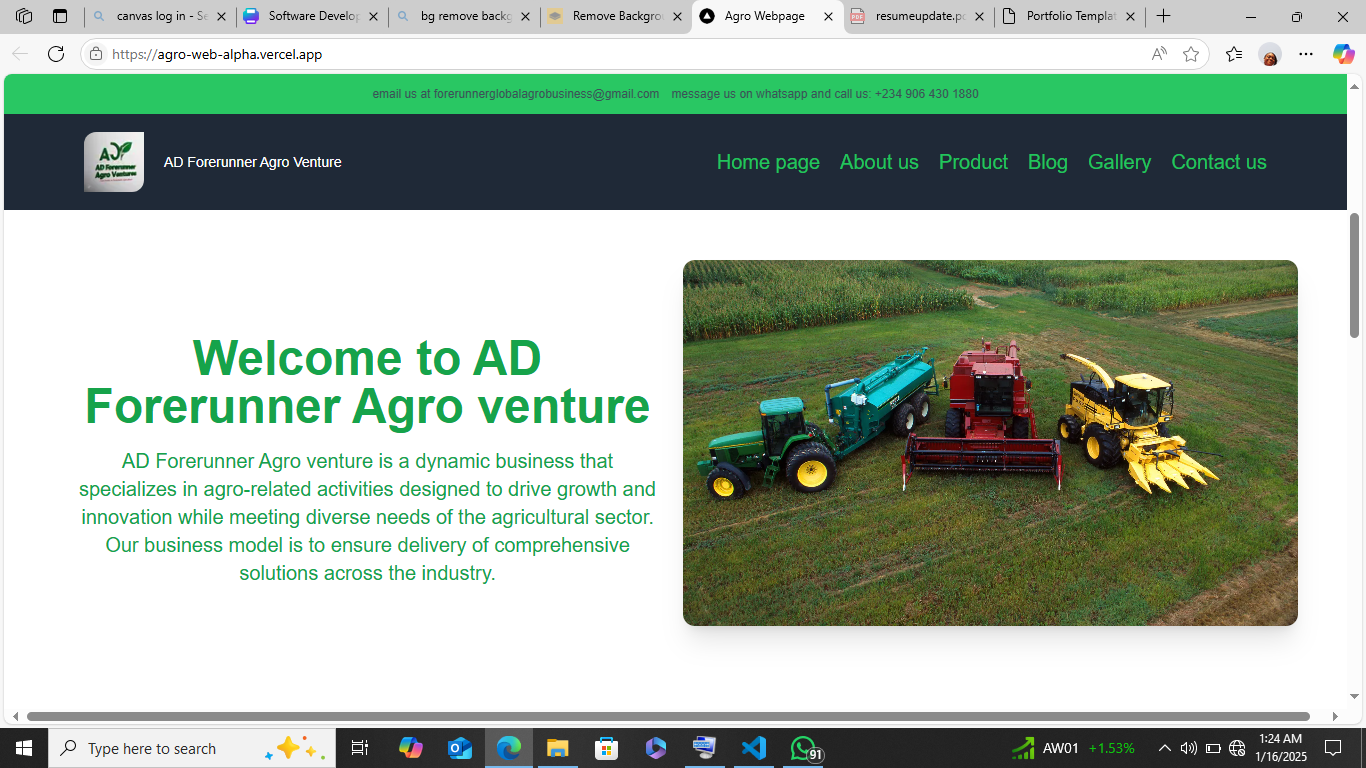 canvas log in - Se
Software Develop
bg remove backg
Remove Backgrou
Agro Webpage
resumeupdate.pd
Portfolio Templat
https://agro-web-alpha.vercel.app
email us at forerunnerglobalagrobusiness@gmail.com message us on whatsapp and call us: +234 906 430 1880
AD Forerunner Agro Ventures
AD Forerunner Agro Venture
Home page About us Product Blog Gallery Contact us
Welcome to AD
Forerunner Agro venture
AD Forerunner Agro venture is a dynamic business that
specializes in agro-related activities designed to drive growth and
innovation while meeting diverse needs of the agricultural sector.
Our business model is to ensure delivery of comprehensive
solutions across the industry.
Type here to search
91
AW01 +1.53%
1:24 AM
1/16/2025